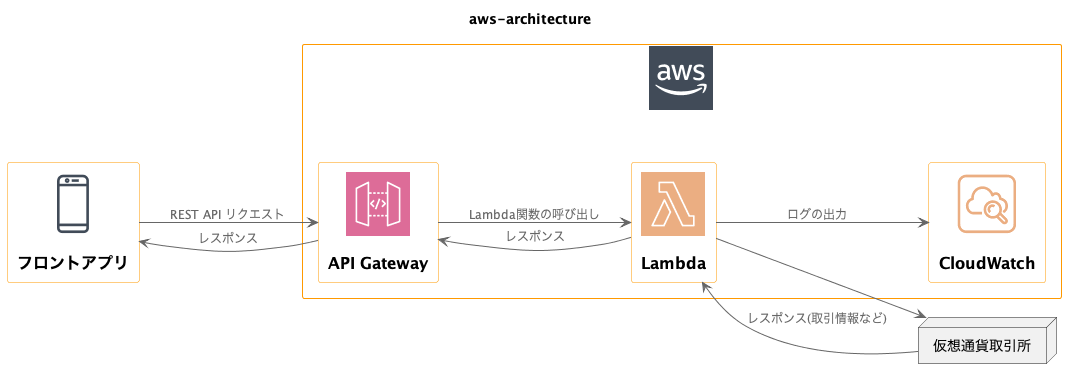 aws-architecture
aws
REST API リクエスト
レスポンス
フロントアプリ
</>
API Gateway
Lambda関数の呼び出し
レスポンス
Lambda
ログの出力
CloudWatch
レスポンス(取引情報など)
仮想通貨取引所